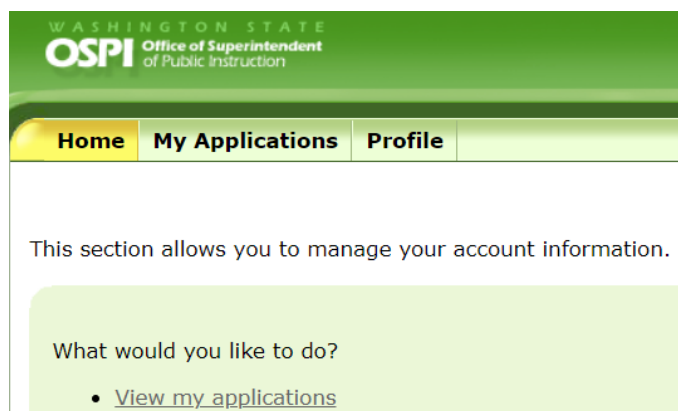 WASHINGTON STATE
OSPI Office of Superintendent
of Public Instruction
Home My Applications Profile
This section allows you to manage your account information.
What would you like to do?
• View my applications